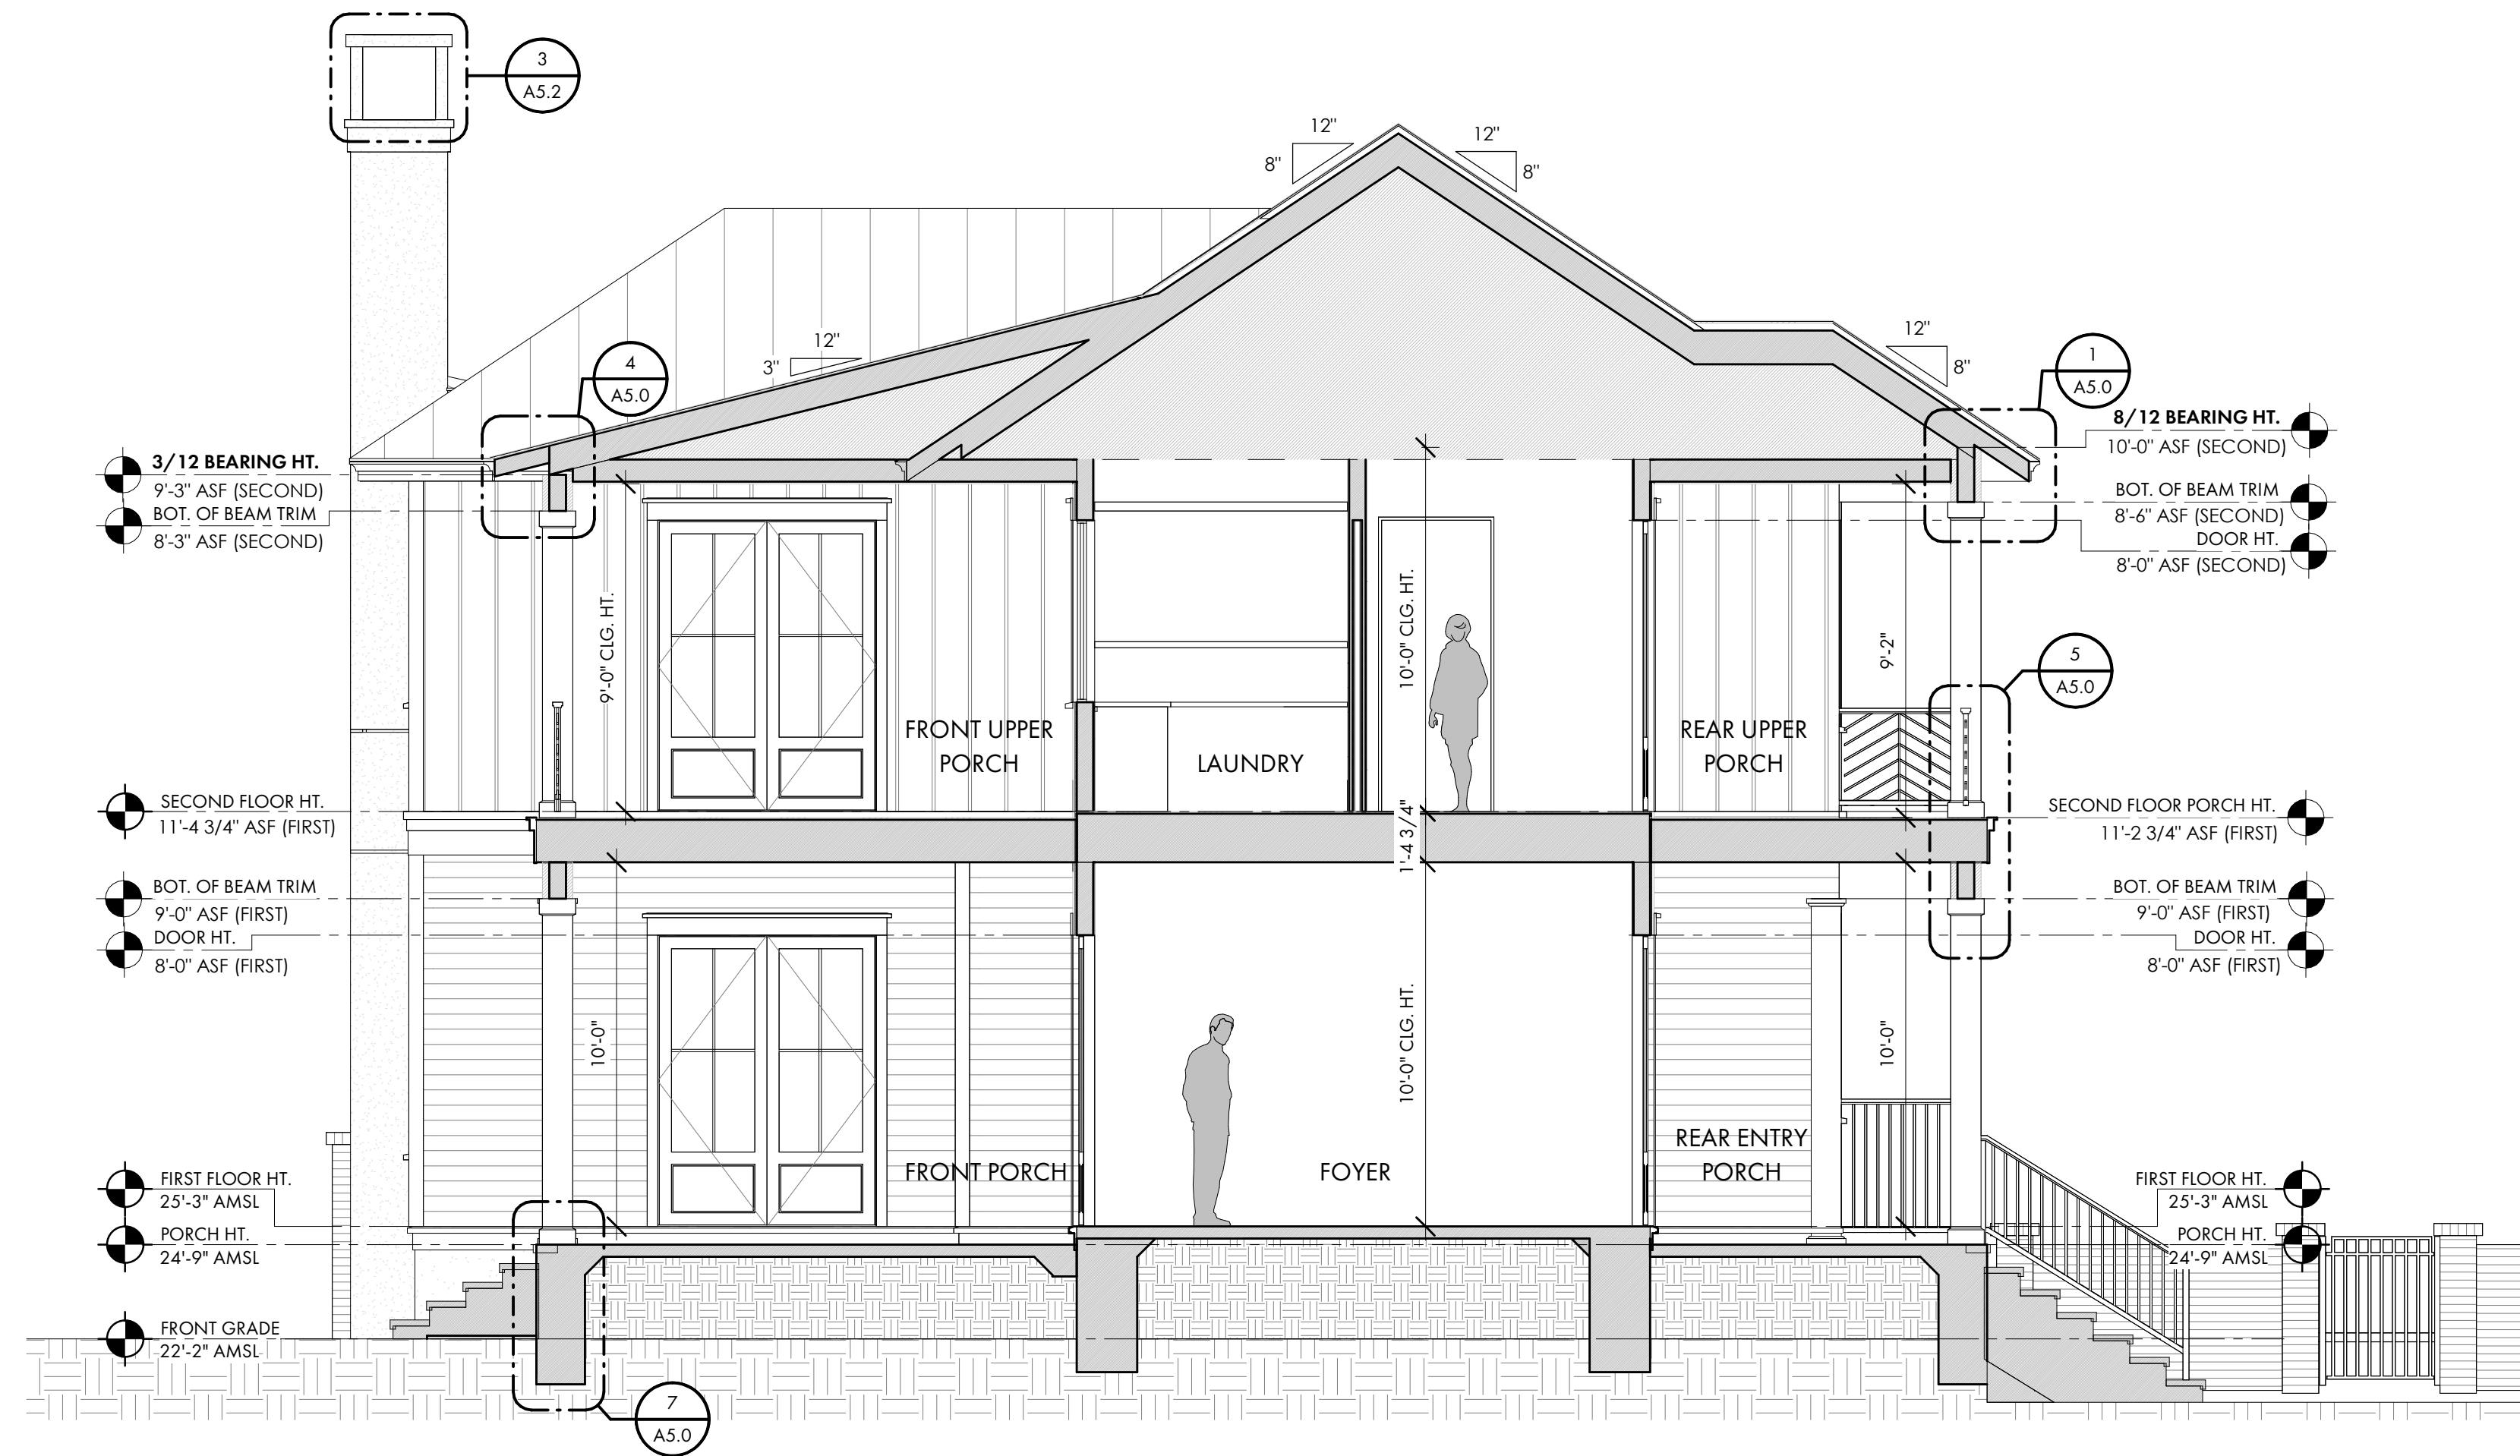 3
A5.2
12"
8"
12"
8"
12"
3"
12"
8"
4
A5.0
1
A5.0
3/12 BEARING HT.
9'-3" ASF (SECOND)
BOT. OF BEAM TRIM
8'-3" ASF (SECOND)
8/12 BEARING HT.
10'-0" ASF (SECOND)
BOT. OF BEAM TRIM
8'-6" ASF (SECOND)
DOOR HT.
8'-0" ASF (SECOND)
9'-0" CLG. HT.
10'-0" CLG. HT.
9'-2"
5
A5.0
FRONT UPPER
PORCH
LAUNDRY
REAR UPPER
PORCH
SECOND FLOOR HT.
11'-4 3/4" ASF (FIRST)
1'-4 3/4"
SECOND FLOOR PORCH HT.
11'-2 3/4" ASF (FIRST)
BOT. OF BEAM TRIM
9'-0" ASF (FIRST)
DOOR HT.
8'-0" ASF (FIRST)
BOT. OF BEAM TRIM
9'-0" ASF (FIRST)
DOOR HT.
8'-0" ASF (FIRST)
10'-0"
10'-0" CLG. HT.
10'-0"
FRONT PORCH
FOYER
REAR ENTRY
PORCH
FIRST FLOOR HT.
25'-3" AMSL
PORCH HT.
24'-9" AMSL
FIRST FLOOR HT.
25'-3" AMSL
PORCH HT.
24'-9" AMSL
FRONT GRADE
22'-2" AMSL
7
A5.0